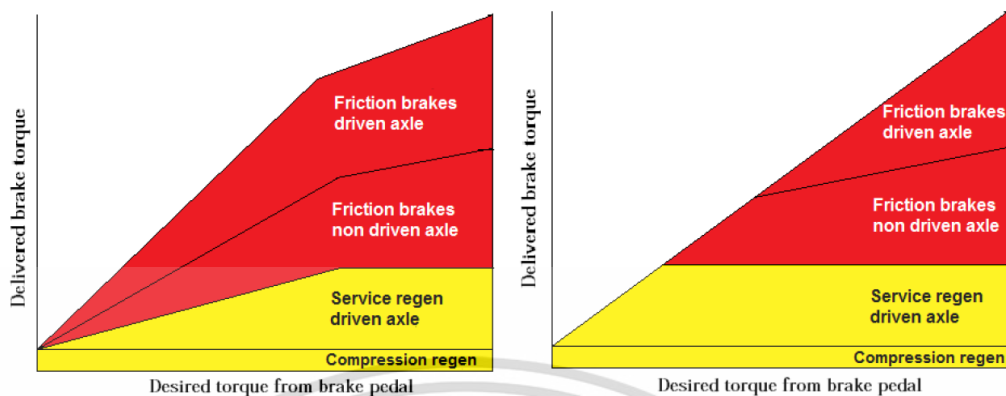 Delivered brake torque
Friction brakes
driven axle
Friction brakes
non driven axle
Service regen
driven axle
Compression regen
Desired torque from brake pedal
Delivered brake torque
Friction brakes
driven axle
Friction brakes
non driven axle
Service regen
driven axle
Compression regen
Desired torque from brake pedal